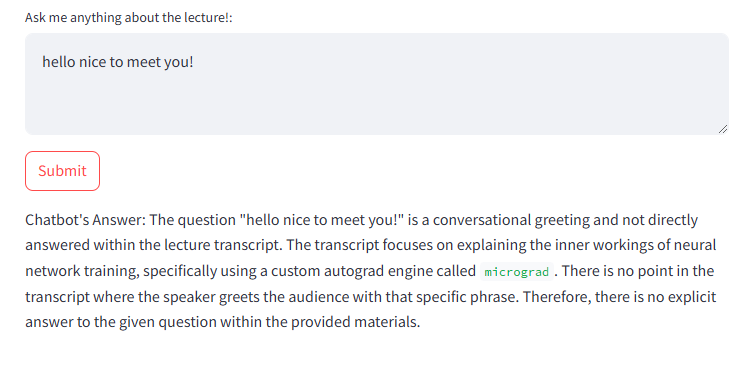 Ask me anything about the lecture!:
hello nice to meet you!
Submit
Chatbot's Answer: The question "hello nice to meet you!" is a conversational greeting and not directly
answered within the lecture transcript. The transcript focuses on explaining the inner workings of neural
network training, specifically using a custom autograd engine called micrograd . There is no point in the
transcript where the speaker greets the audience with that specific phrase. Therefore, there is no explicit
answer to the given question within the provided materials.